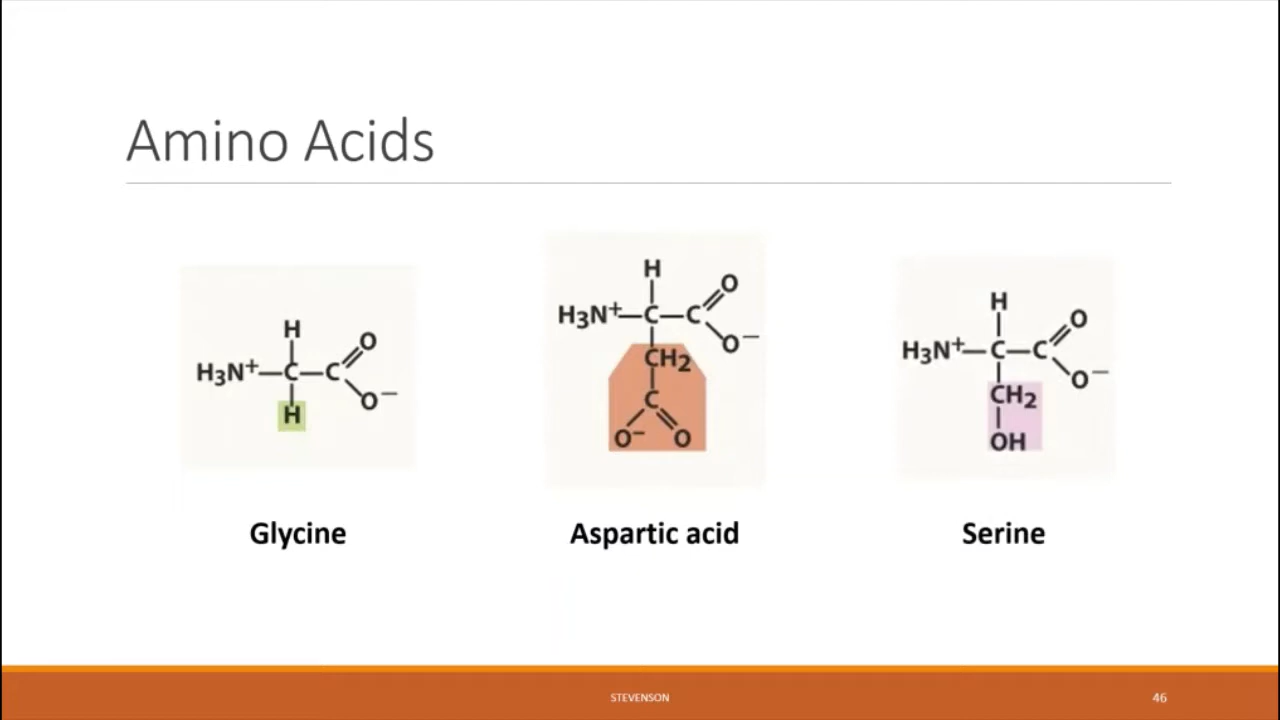 Amino Acids
H
H3N+—C—C
O
O—
H
H
H3N+—C—C
O
O—
CH2
C
O— O
H
H3N+—C—C
O
O—
CH2
OH
Glycine
Aspartic acid
Serine
STEVENSON
46